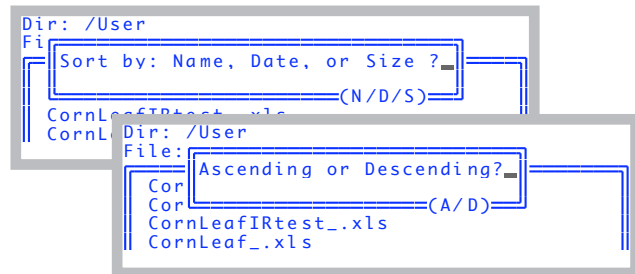 Dir: /User
Fi
Sort by: Name, Date, or Size ?_
(N/D/S)
CornLeafIRtest_.xls
CornL
Dir: /User
File:
Ascending or Descending?_
Cor
Cor
(A/D)
CornLeafIRtest_.xls
CornLeaf_.xls